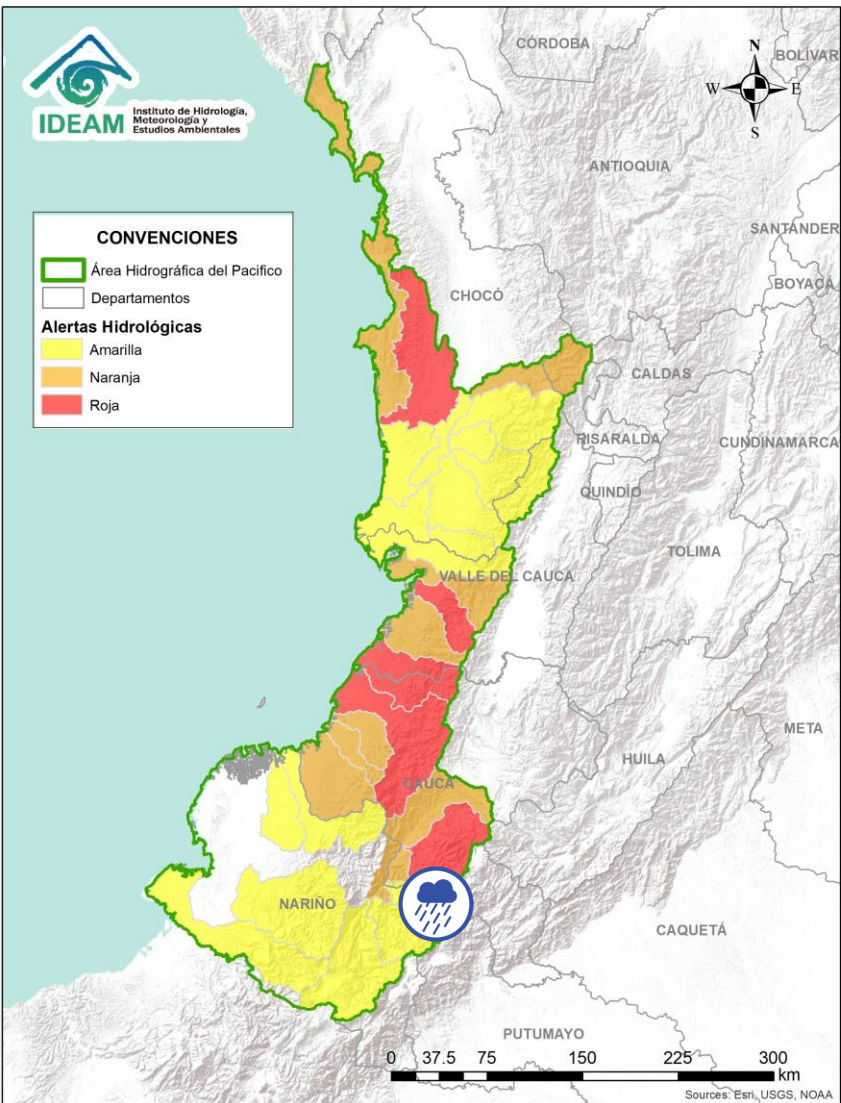 IDEAM
Instituto de Hidrología,
Meteorología y
Estudios Ambientales
N
W E
S
CONVENCIONES
Área Hidrográfica del Pacifico
Departamentos
Alertas Hidrológicas
Amarilla
Naranja
Roja
CÓRDOBA
BOLÍVAR
ANTIOQUIA
SANTANDER
BOYACÁ
CHOCÓ
CALDAS
RISARALDA
CUNDINAMARCA
QUINDÍO
TOLIMA
VALLE DEL CAUCA
META
HUILA
CAUCA
NARIÑO
CAQUETÁ
PUTUMAYO
0 37.5 75 150 225 300
km
Sources: Esri, USGS, NOAA